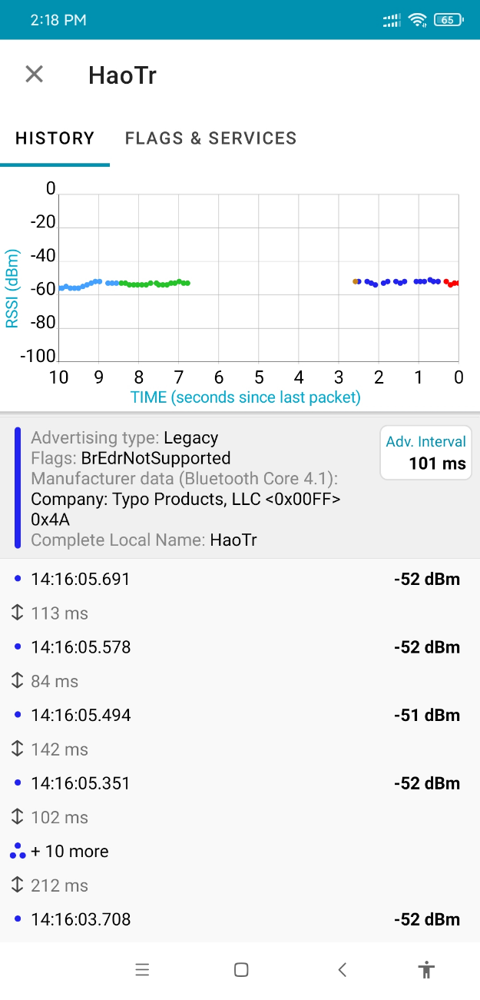 2:18 PM
65
HaoTr
HISTORY FLAGS & SERVICES
0
-20
-40
-60
-80
-100
RSSI (dBm)
10 9 8 7 6 5 4 3 2 1 0
TIME (seconds since last packet)
Advertising type: Legacy
Flags: BrEdrNotSupported
Manufacturer data (Bluetooth Core 4.1):
Company: Typo Products, LLC <0x00FF>
0x4A
Complete Local Name: HaoTr
Adv. Interval
101 ms
14:16:05.691 -52 dBm
113 ms
14:16:05.578 -52 dBm
84 ms
14:16:05.494 -51 dBm
142 ms
14:16:05.351 -52 dBm
102 ms
+ 10 more
212 ms
14:16:03.708 -52 dBm